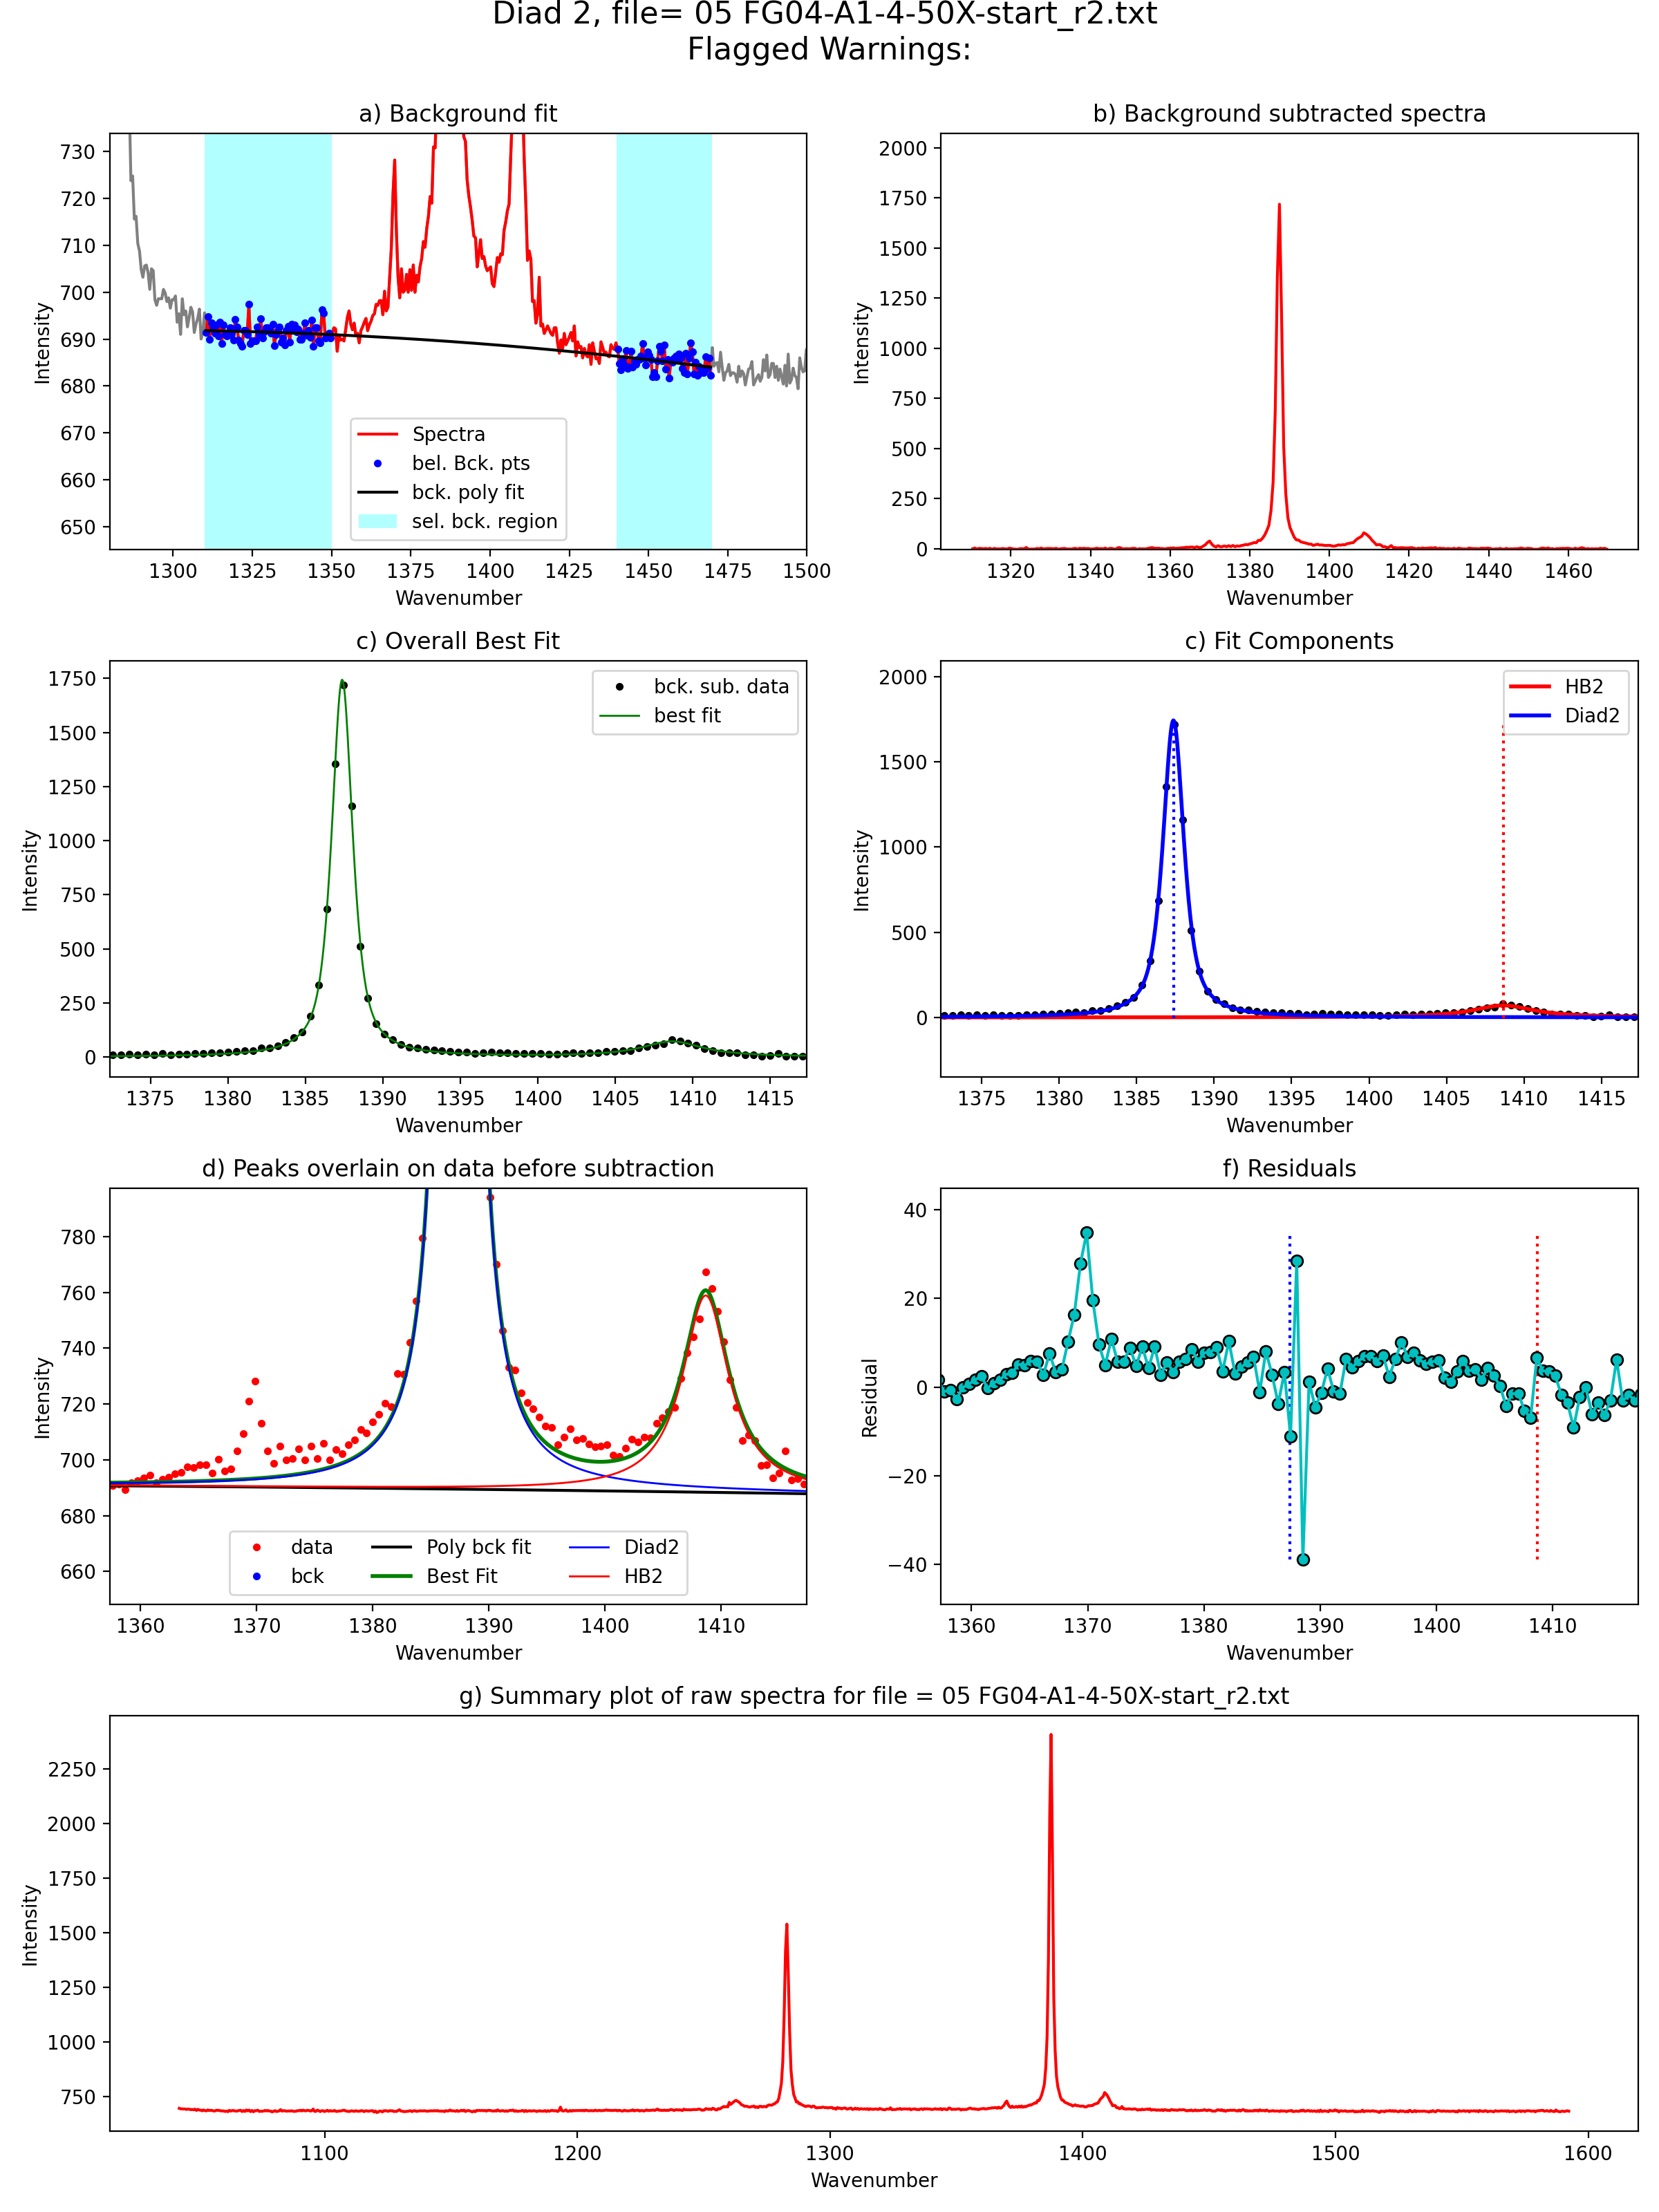 Diad 2, file= 05 FG04-A1-4-50X-start_r2.txt
Flagged Warnings:
a) Background fit
730
720
710
700
690
680
670
660
650
Intensity
Spectra
bel. Bck. pts
bck. poly fit
sel. bck. region
1300 1325 1350 1375 1400 1425 1450 1475 1500
Wavenumber
b) Background subtracted spectra
2000
1750
1500
1250
1000
750
500
250
0
Intensity
1320 1340 1360 1380 1400 1420 1440 1460
Wavenumber
c) Overall Best Fit
1750
1500
1250
1000
750
500
250
0
Intensity
bck. sub. data
best fit
1375 1380 1385 1390 1395 1400 1405 1410 1415
Wavenumber
c) Fit Components
2000
1500
1000
500
0
Intensity
HB2
Diad2
1375 1380 1385 1390 1395 1400 1405 1410 1415
Wavenumber
d) Peaks overlain on data before subtraction
780
760
740
720
700
680
660
Intensity
data
bck
Poly bck fit
Best Fit
Diad2
HB2
1360 1370 1380 1390 1400 1410
Wavenumber
f) Residuals
40
20
0
−20
−40
Residual
1360 1370 1380 1390 1400 1410
Wavenumber
g) Summary plot of raw spectra for file = 05 FG04-A1-4-50X-start_r2.txt
2250
2000
1750
1500
1250
1000
750
Intensity
1100 1200 1300 1400 1500 1600
Wavenumber